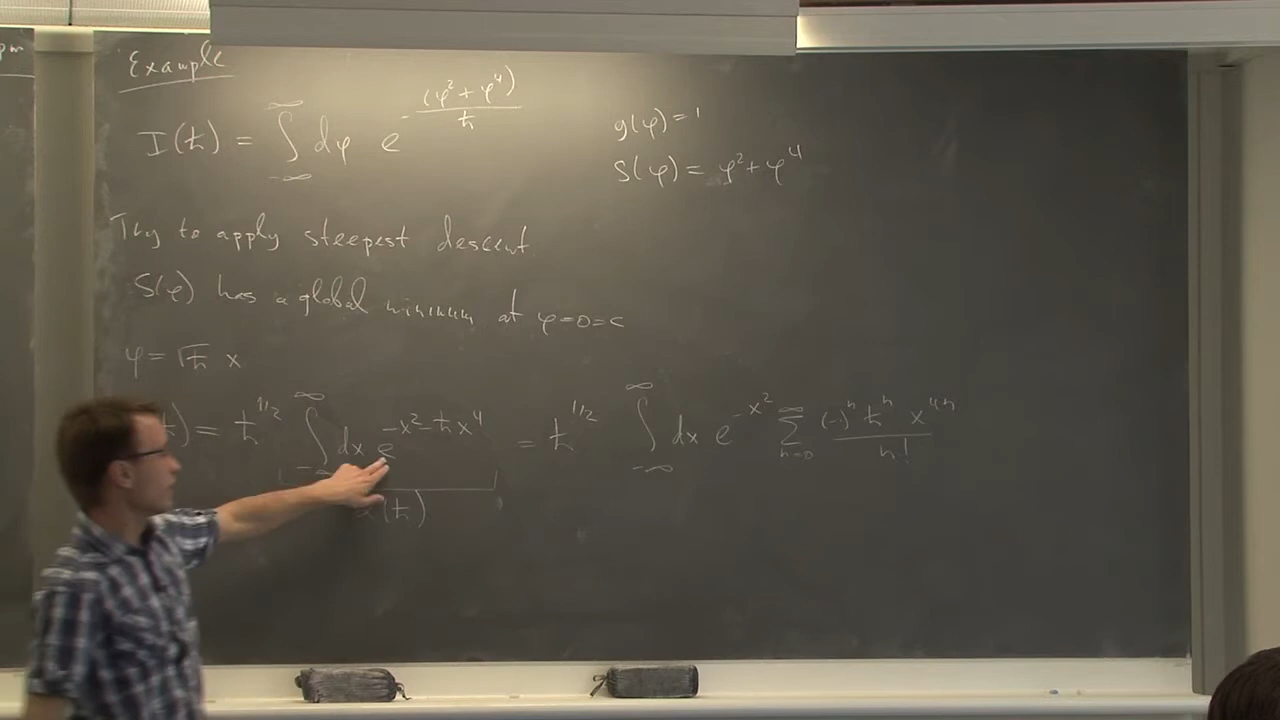 Example
I(ħ) = ∫_{-∞}^{∞} dφ e^{-(φ²+φ⁴)/ħ}
g(φ)=1
S(φ)= φ²+φ⁴
Try to apply steepest descent
S(φ) has a global minimum at φ=0=c
φ= √ħ x
)= ħ^{1/2} ∫_{-∞}^{∞} dx e^{-x²-ħx⁴} = ħ^{1/2} ∫_{-∞}^{∞} dx e^{-x²} ∑_{n=0}^{∞} (-)ⁿ ħⁿ x^{4n} / n!
(ħ)